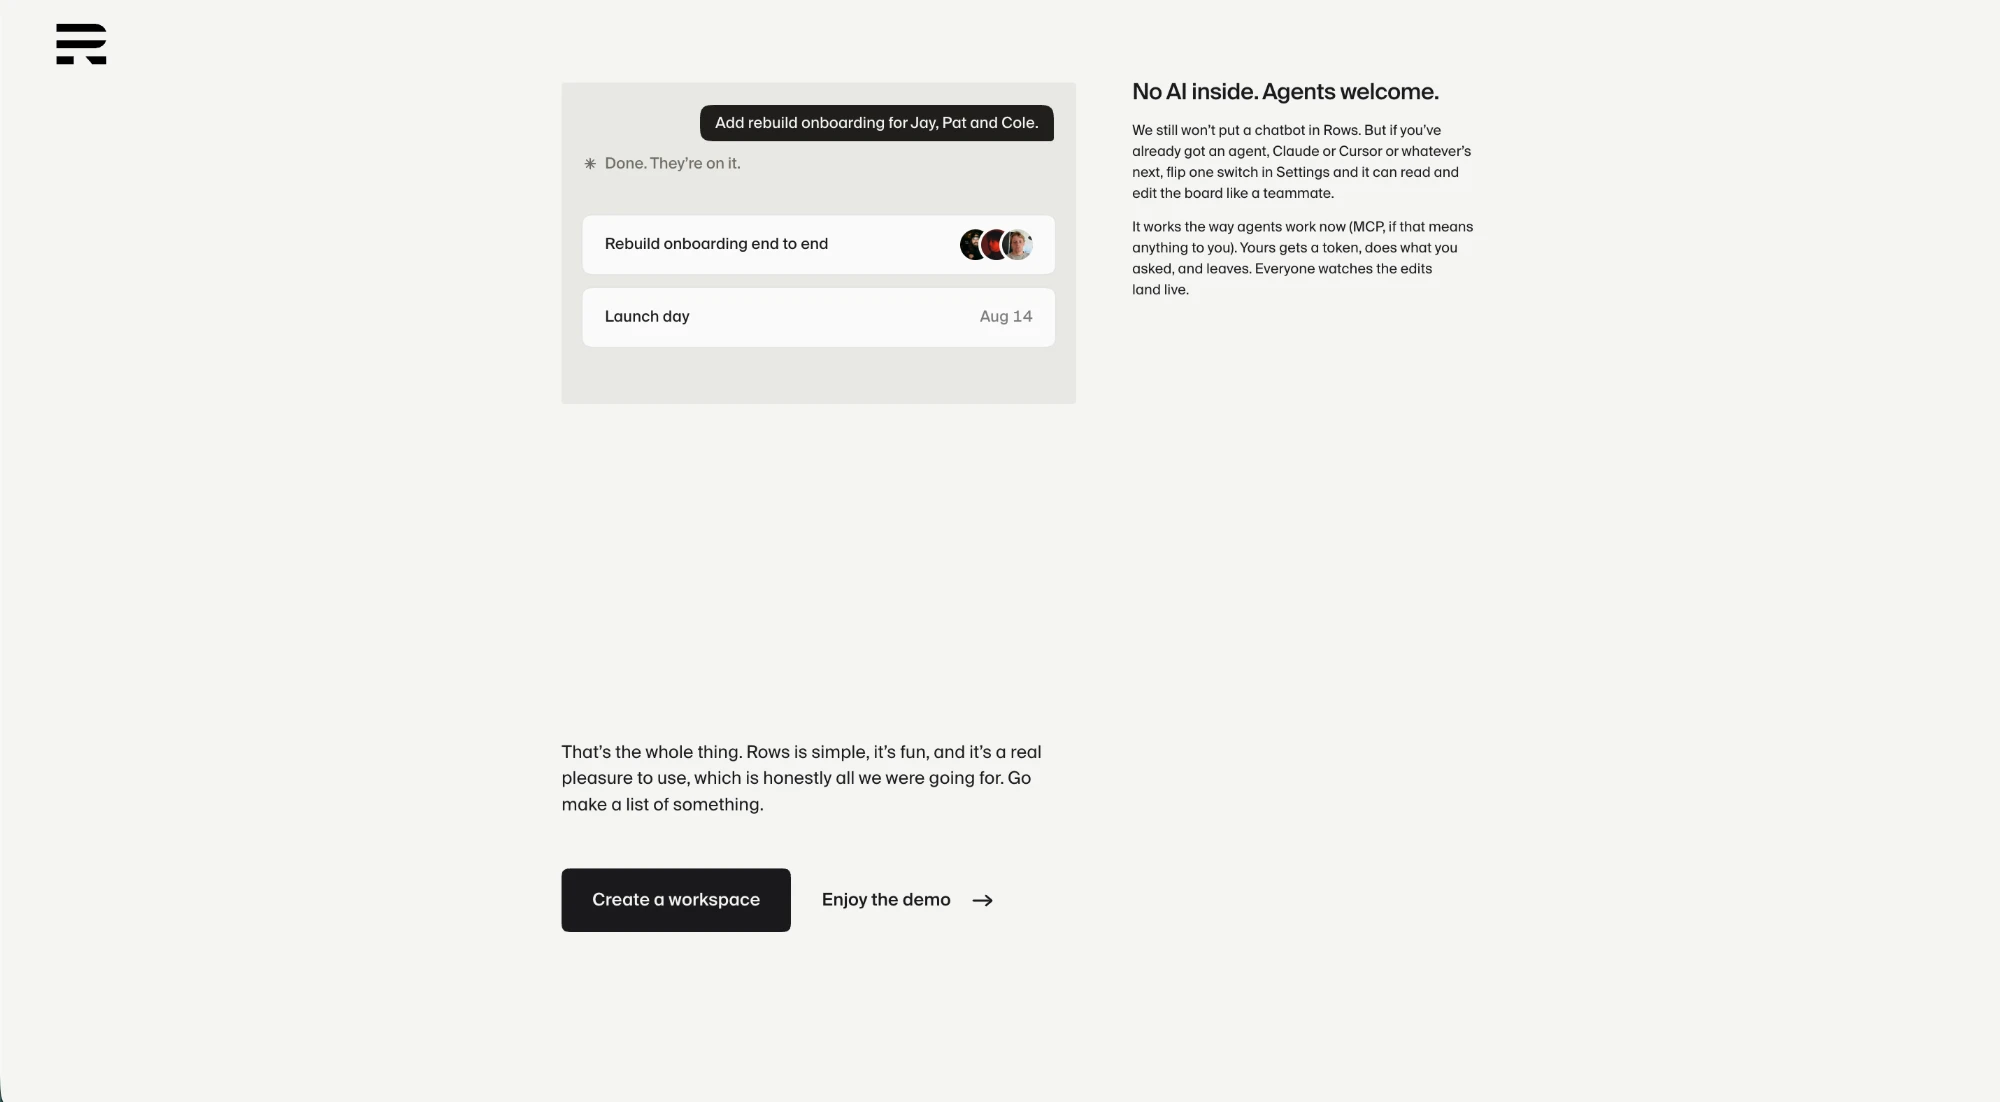 Add rebuild onboarding for Jay, Pat and Cole.
Done. They're on it.
Rebuild onboarding end to end
Launch day
Aug 14
No AI inside. Agents welcome.
We still won't put a chatbot in Rows. But if you've
already got an agent, Claude or Cursor or whatever's
next, flip one switch in Settings and it can read and
edit the board like a teammate.
It works the way agents work now (MCP, if that means
anything to you). Yours gets a token, does what you
asked, and leaves. Everyone watches the edits
land live.
That's the whole thing. Rows is simple, it's fun, and it's a real
pleasure to use, which is honestly all we were going for. Go
make a list of something.
Create a workspace
Enjoy the demo →